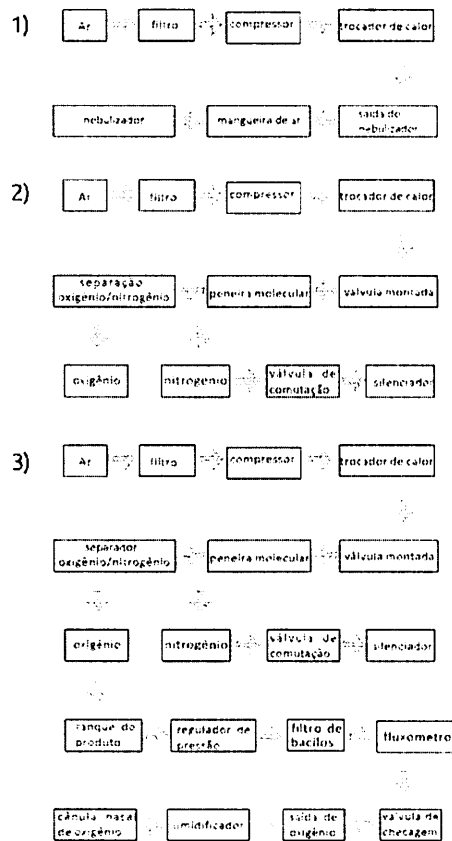 1)
Ar
filtro
compressor
trocador de calor
nebulizador
mangueira de ar
saída do
nebulizador
2)
Ar
filtro
compressor
trocador de calor
separação
oxigênio/nitrogênio
peneira molecular
válvula montada
oxigênio
nitrogênio
válvula de
comutação
silenciador
3)
Ar
filtro
compressor
trocador de calor
separador
oxigênio/nitrogênio
peneira molecular
válvula montada
oxigênio
nitrogênio
válvula de
comutação
silenciador
tanque do
produto
regulador de
pressão
filtro de
bacilos
fluxometro
cânula nasal
de oxigênio
umidificador
saída de
oxigênio
válvula de
checagem